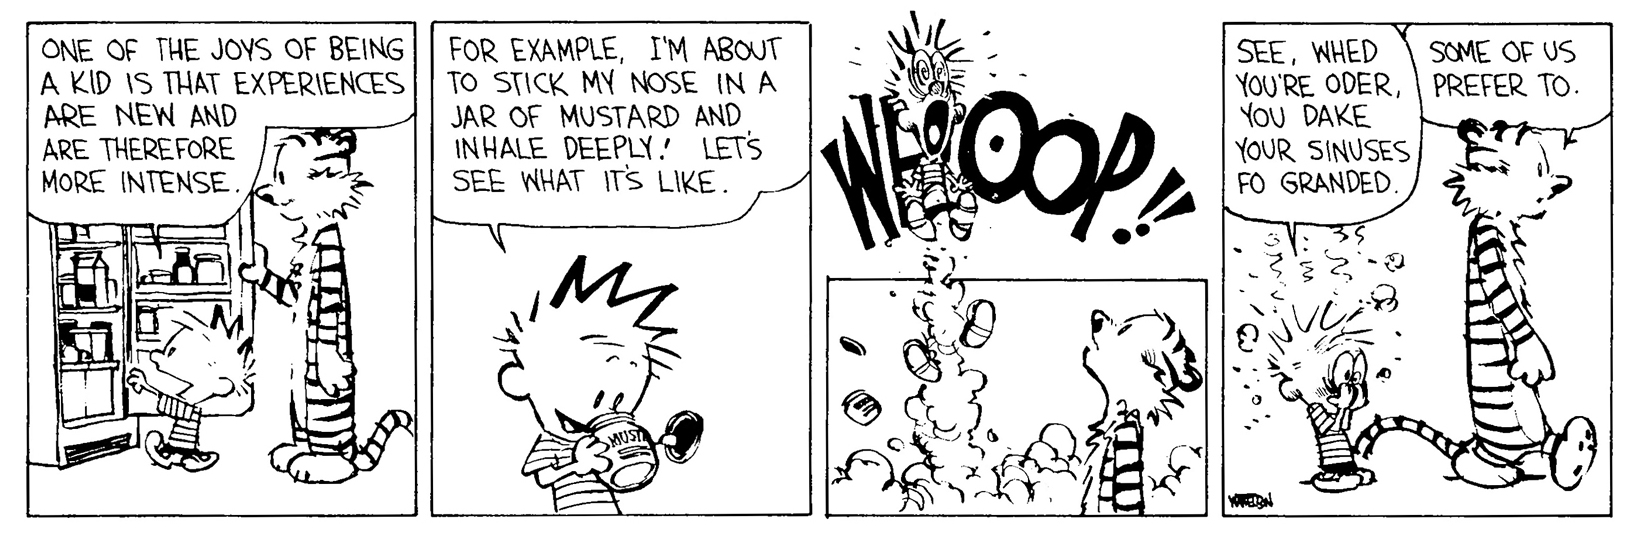 ONE OF THE JOYS OF BEING
A KID IS THAT EXPERIENCES
ARE NEW AND
ARE THEREFORE
MORE INTENSE.
FOR EXAMPLE, I'M ABOUT
TO STICK MY NOSE IN A
JAR OF MUSTARD AND
INHALE DEEPLY! LET'S
SEE WHAT IT'S LIKE.
MUST
WHOOOP!!
SEE, WHED
YOU'RE ODER,
YOU DAKE
YOUR SINUSES
FO GRANDED.
SOME OF US
PREFER TO.